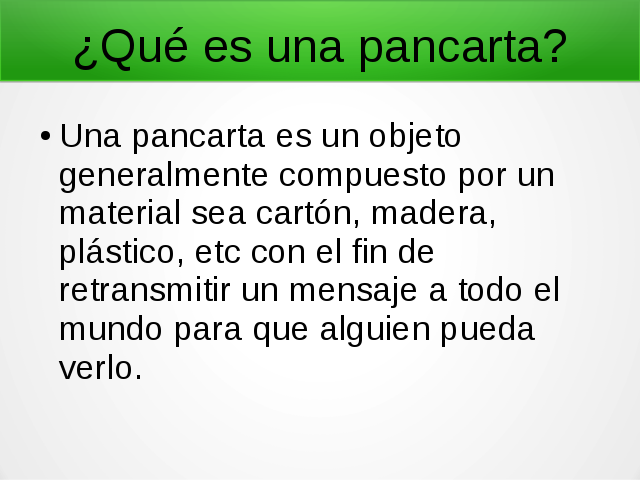 ¿Qué es una pancarta?
● Una pancarta es un objeto
generalmente compuesto por un
material sea cartón, madera,
plástico, etc con el fin de
retransmitir un mensaje a todo el
mundo para que alguien pueda
verlo.